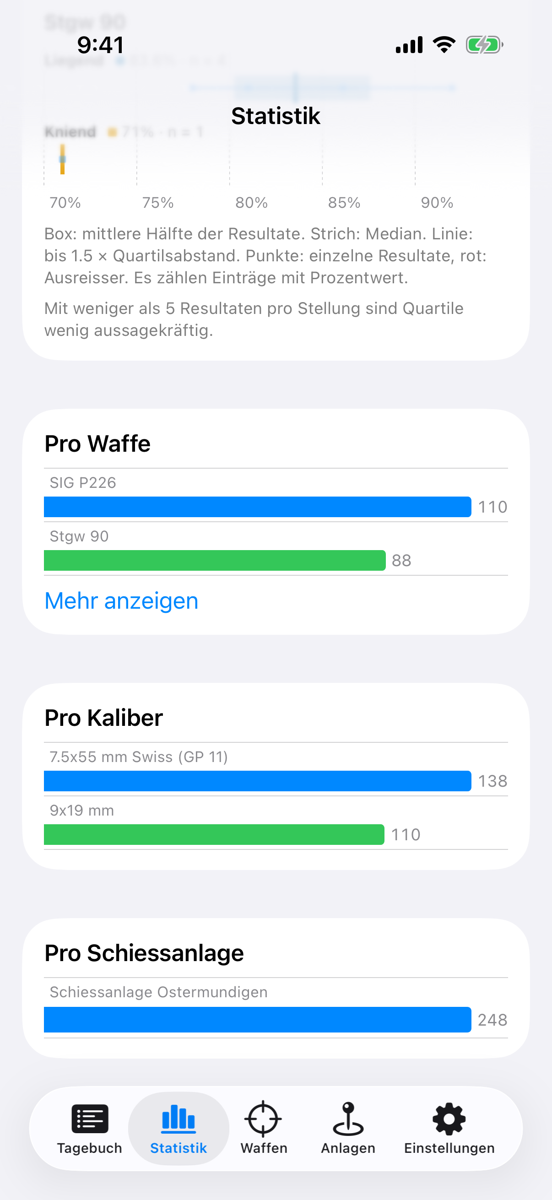 Stgw 90
9:41
Liegend
Statistik
Kniend 71% · n = 1
70% 75% 80% 85% 90%
Box: mittlere Hälfte der Resultate. Strich: Median. Linie:
bis 1.5 × Quartilsabstand. Punkte: einzelne Resultate, rot:
Ausreisser. Es zählen Einträge mit Prozentwert.
Mit weniger als 5 Resultaten pro Stellung sind Quartile
wenig aussagekräftig.
Pro Waffe
SIG P226
110
Stgw 90
88
Mehr anzeigen
Pro Kaliber
7.5x55 mm Swiss (GP 11)
138
9x19 mm
110
Pro Schiessanlage
Schiessanlage Ostermundigen
248
Tagebuch Statistik Waffen Anlagen Einstellungen